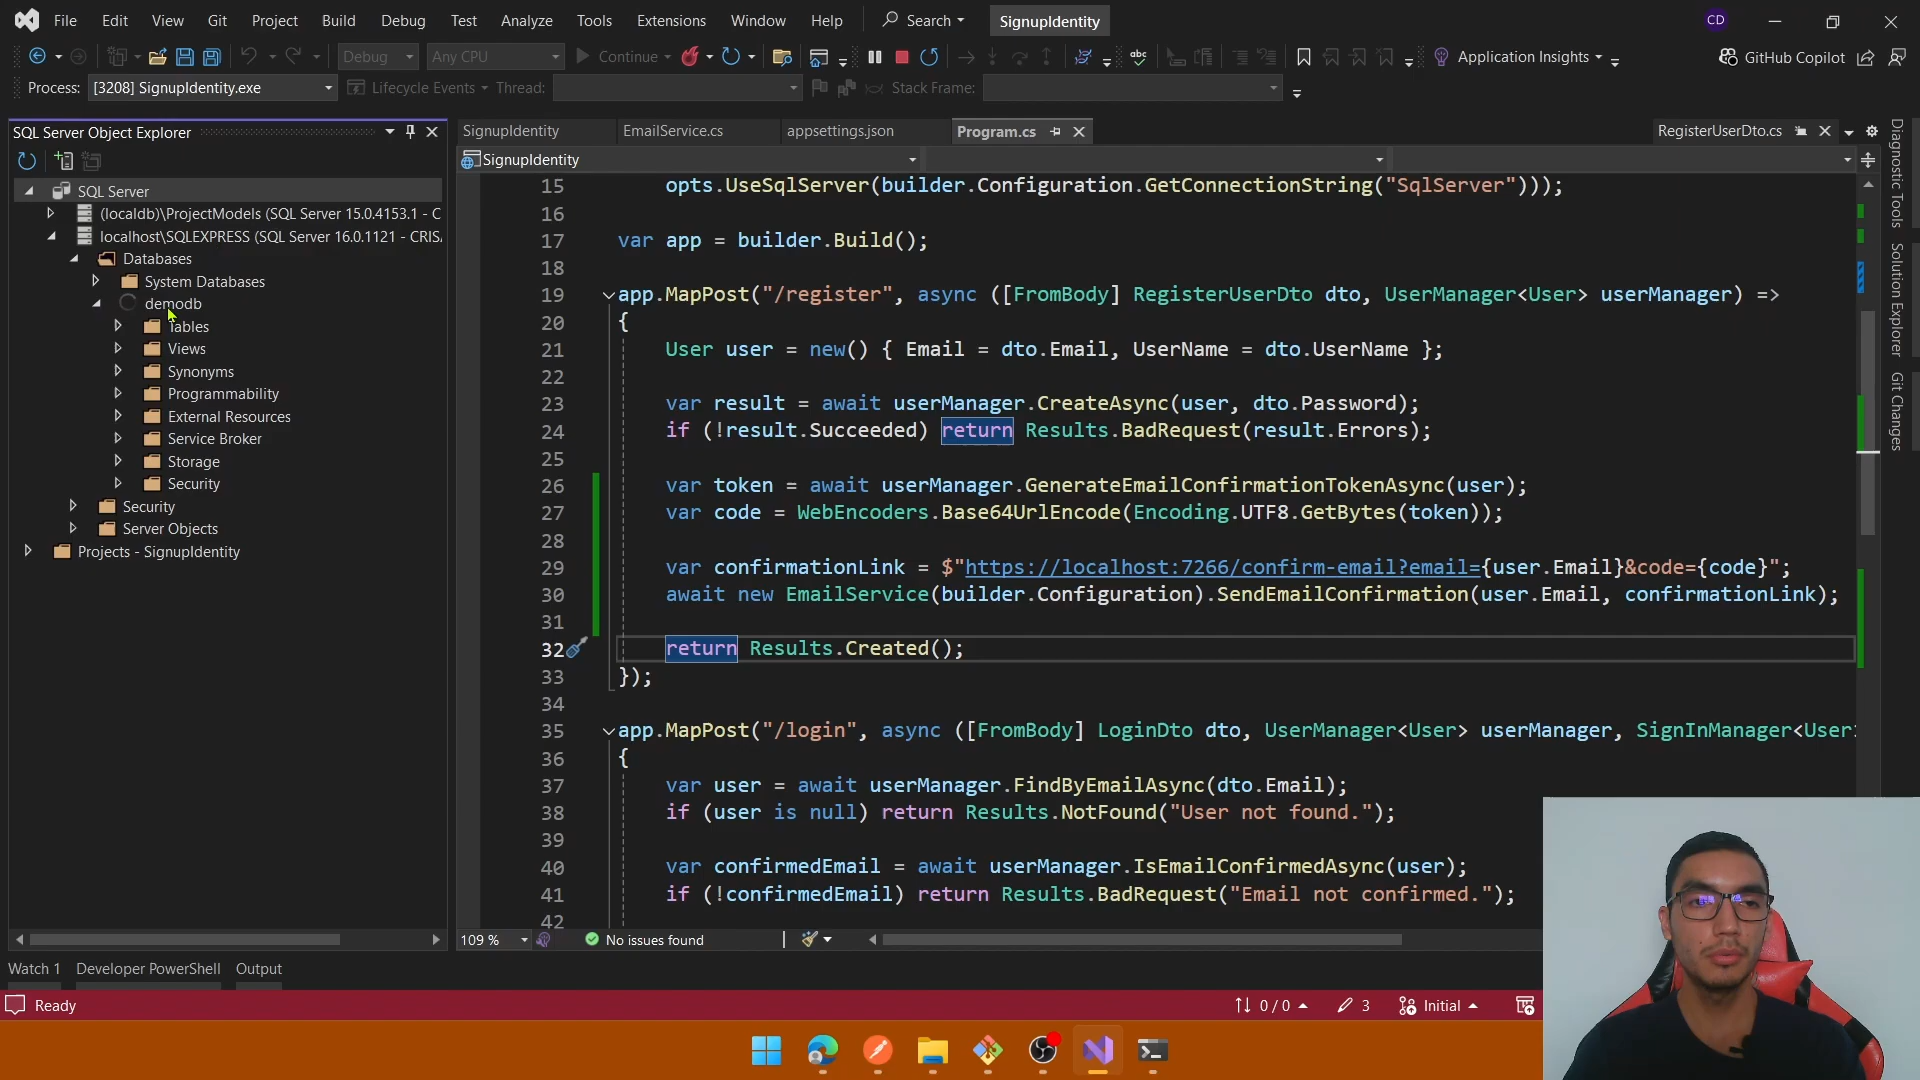 File Edit View Git Project Build Debug Test Analyze Tools Extensions Window Help Search SignupIdentity CD
Debug Any CPU Continue Application Insights GitHub Copilot
Process: [3208] SignupIdentity.exe Lifecycle Events Thread: Stack Frame:
SQL Server Object Explorer
SQL Server
(localdb)\ProjectModels (SQL Server 15.0.4153.1 - C
localhost\SQLEXPRESS (SQL Server 16.0.1121 - CRIS
Databases
System Databases
demodb
Tables
Views
Synonyms
Programmability
External Resources
Service Broker
Storage
Security
Security
Server Objects
Projects - SignupIdentity
SignupIdentity EmailService.cs appsettings.json Program.cs RegisterUserDto.cs
SignupIdentity
15 opts.UseSqlServer(builder.Configuration.GetConnectionString("SqlServer")));
16
17 var app = builder.Build();
18
19 app.MapPost("/register", async ([FromBody] RegisterUserDto dto, UserManager<User> userManager) =>
20 {
21 User user = new() { Email = dto.Email, UserName = dto.UserName };
22
23 var result = await userManager.CreateAsync(user, dto.Password);
24 if (!result.Succeeded) return Results.BadRequest(result.Errors);
25
26 var token = await userManager.GenerateEmailConfirmationTokenAsync(user);
27 var code = WebEncoders.Base64UrlEncode(Encoding.UTF8.GetBytes(token));
28
29 var confirmationLink = $"https://localhost:7266/confirm-email?email={user.Email}&code={code}";
30 await new EmailService(builder.Configuration).SendEmailConfirmation(user.Email, confirmationLink);
31
32 return Results.Created();
33 });
34
35 app.MapPost("/login", async ([FromBody] LoginDto dto, UserManager<User> userManager, SignInManager<User>
36 {
37 var user = await userManager.FindByEmailAsync(dto.Email);
38 if (user is null) return Results.NotFound("User not found.");
39
40 var confirmedEmail = await userManager.IsEmailConfirmedAsync(user);
41 if (!confirmedEmail) return Results.BadRequest("Email not confirmed.");
42
109 % No issues found
Diagnostic Tools
Solution Explorer
Git Changes
Watch 1 Developer PowerShell Output
Ready 0 / 0 3 Initial